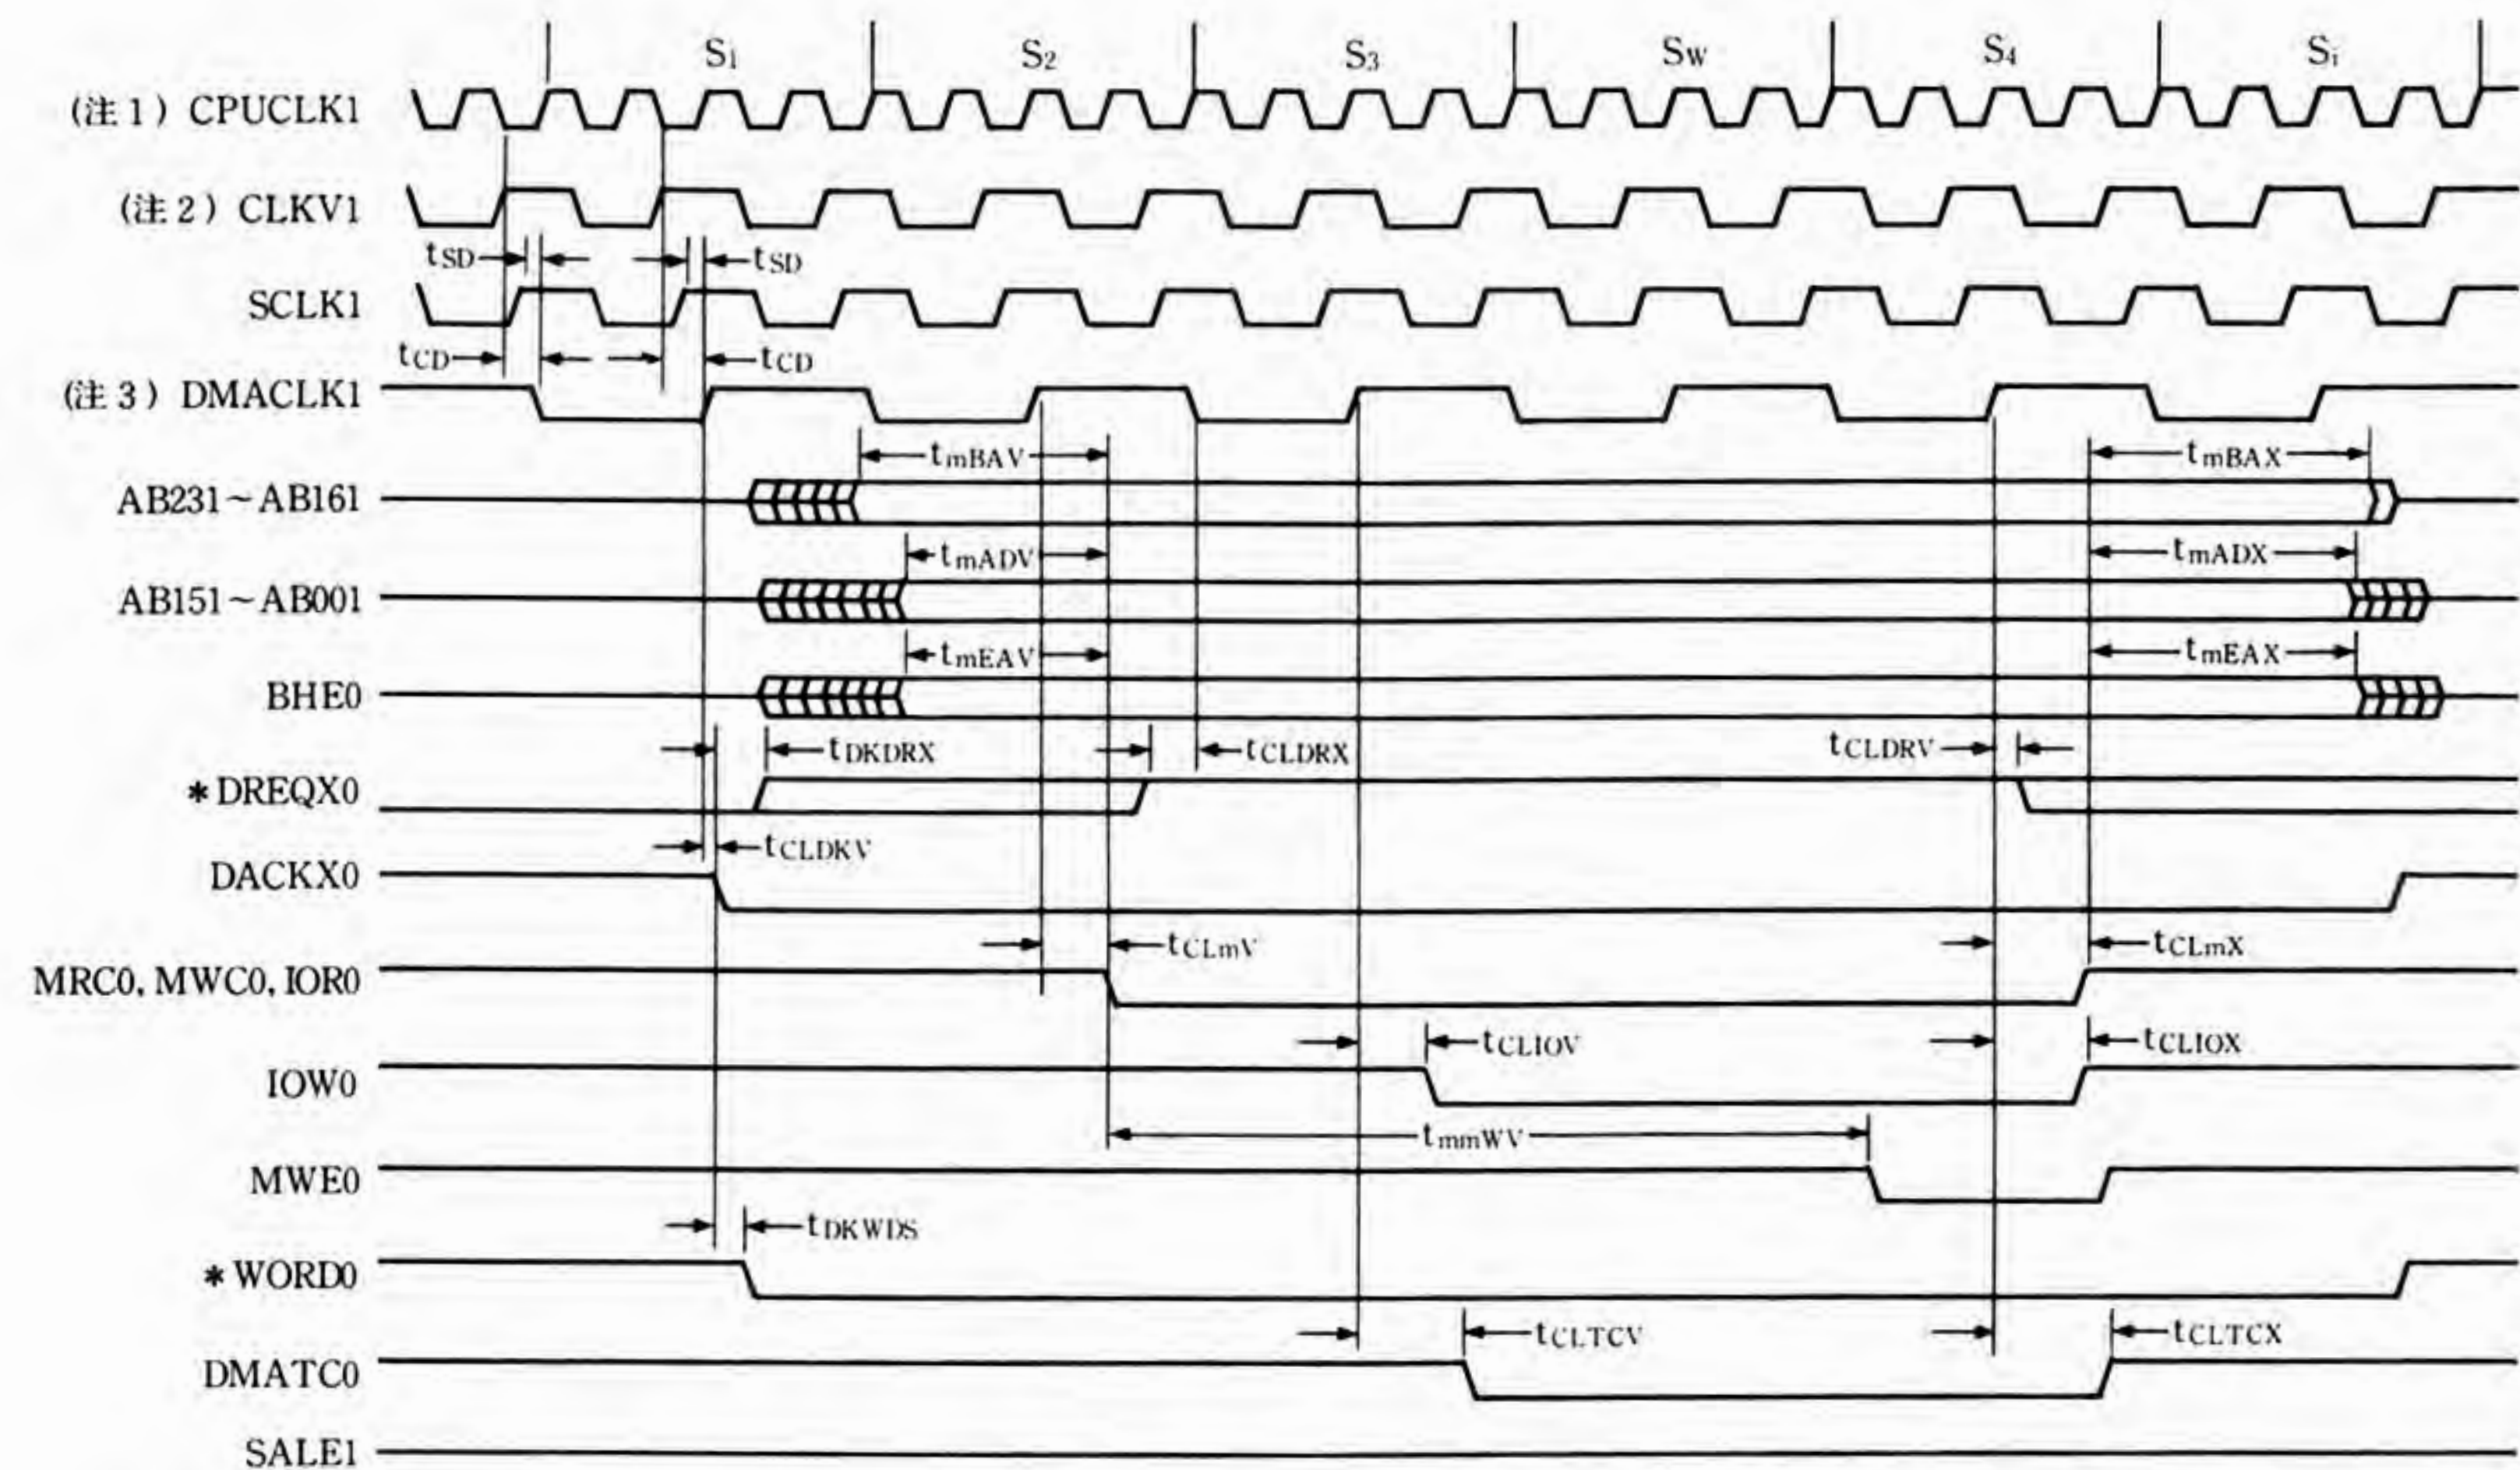 S₁ S₂ S₃ Sw S₄ Si
(注1) CPUCLK1
(注2) CLKV1
tSD tSD
SCLK1
tCD tCD
(注3) DMACLK1
tmBAV tmBAX
AB231~AB161
tmADV tmADX
AB151~AB001
tmEAV tmEAX
BHE0
tDKDRX tCLDRX tCLDRV
*DREQX0
tCLDKV
DACKX0
tCLmV tCLmX
MRC0, MWC0, IOR0
tCLIOV tCLIOX
IOW0
tmmWV
MWE0
tDKWDS
*WORD0
tCLTCV tCLTCX
DMATC0
SALE1